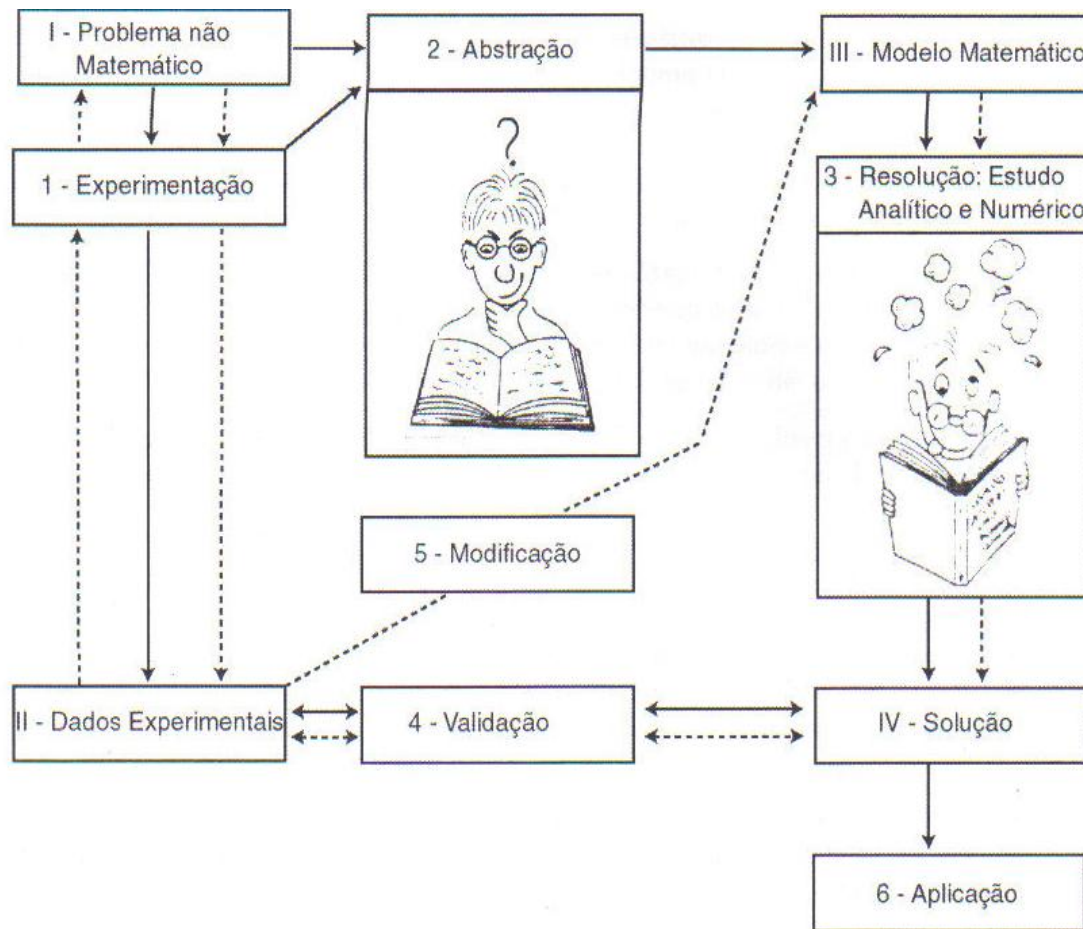 I - Problema não
Matemático
2 - Abstração
III - Modelo Matemático
?
1 - Experimentação
3 - Resolução: Estudo
Analítico e Numérico
5 - Modificação
II - Dados Experimentais
4 - Validação
IV - Solução
6 - Aplicação